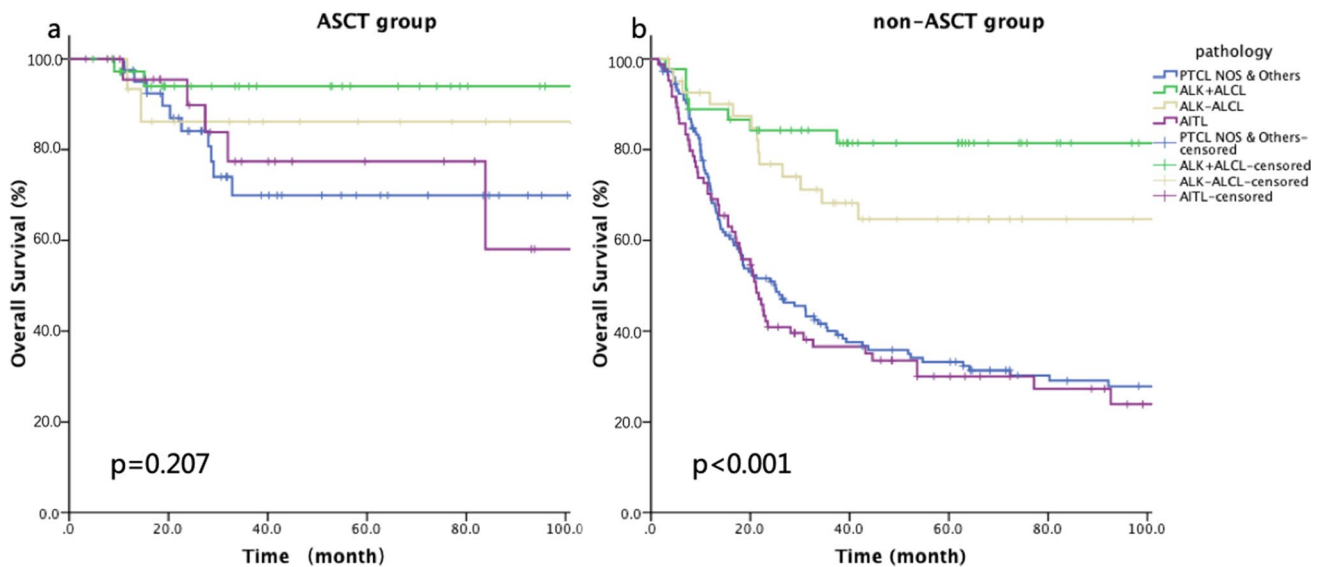 a
ASCT group
100.0
80.0
60.0
40.0
20.0
0.0
Overall Survival (%)
p=0.207
.0 20.0 40.0 60.0 80.0 100.0
Time (month)
b
non-ASCT group
100.0
80.0
60.0
40.0
20.0
0.0
Overall Survival (%)
p<0.001
.0 20.0 40.0 60.0 80.0 100.0
Time (month)
pathology
PTCL NOS & Others
ALK+ALCL
ALK-ALCL
AITL
PTCL NOS & Others-
censored
ALK+ALCL-censored
ALK-ALCL-censored
AITL-censored